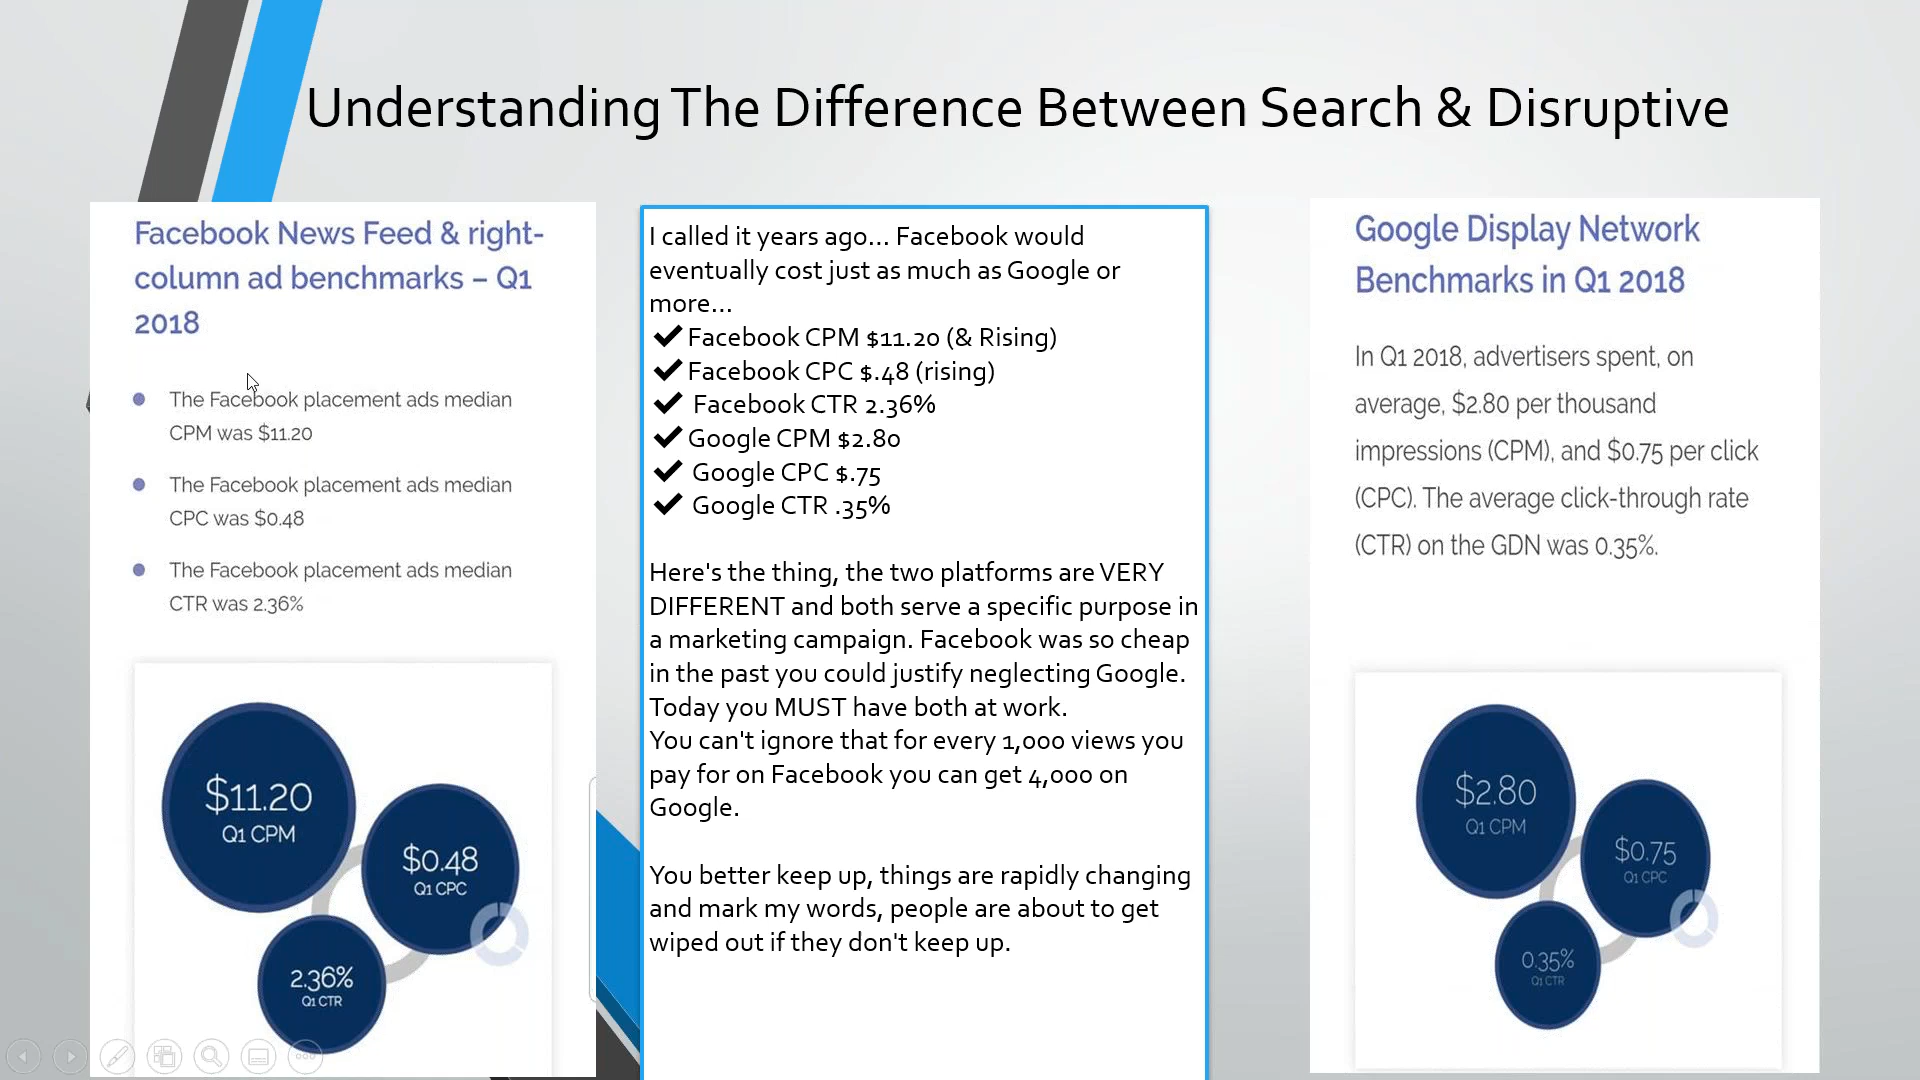 Understanding The Difference Between Search & Disruptive
Facebook News Feed & right-
column ad benchmarks – Q1
2018
The Facebook placement ads median
CPM was $11.20
The Facebook placement ads median
CPC was $0.48
The Facebook placement ads median
CTR was 2.36%
$11.20
Q1 CPM
$0.48
Q1 CPC
2.36%
Q1 CTR
I called it years ago... Facebook would
eventually cost just as much as Google or
more...
✔ Facebook CPM $11.20 (& Rising)
✔ Facebook CPC $.48 (rising)
✔ Facebook CTR 2.36%
✔ Google CPM $2.80
✔ Google CPC $.75
✔ Google CTR .35%
Here's the thing, the two platforms are VERY
DIFFERENT and both serve a specific purpose in
a marketing campaign. Facebook was so cheap
in the past you could justify neglecting Google.
Today you MUST have both at work.
You can't ignore that for every 1,000 views you
pay for on Facebook you can get 4,000 on
Google.
You better keep up, things are rapidly changing
and mark my words, people are about to get
wiped out if they don't keep up.
Google Display Network
Benchmarks in Q1 2018
In Q1 2018, advertisers spent, on
average, $2.80 per thousand
impressions (CPM), and $0.75 per click
(CPC). The average click-through rate
(CTR) on the GDN was 0.35%.
$2.80
Q1 CPM
$0.75
Q1 CPC
0.35%
Q1 CTR